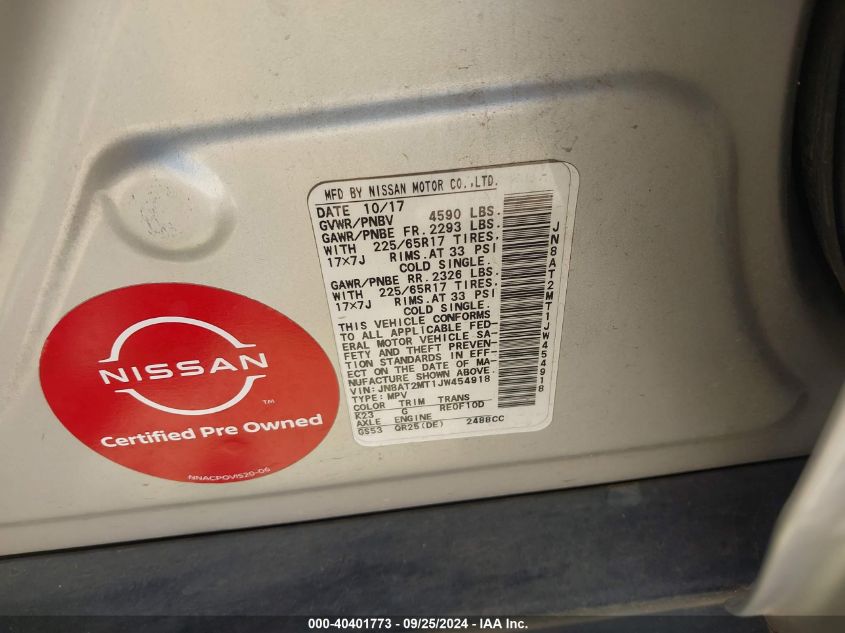 MFD BY NISSAN MOTOR CO.,LTD.
DATE 10/17
GVWR/PNBV 4590 LBS.
GAWR/PNBE FR. 2293 LBS.
WITH 225/65R17 TIRES.
17×7J RIMS.AT 33 PSI
COLD SINGLE.
GAWR/PNBE RR. 2326 LBS.
WITH 225/65R17 TIRES.
17×7J RIMS.AT 33 PSI
COLD SINGLE.
THIS VEHICLE CONFORMS
TO ALL APPLICABLE FED-
ERAL MOTOR VEHICLE SA-
FETY AND THEFT PREVEN-
TION STANDARDS IN EFF-
ECT ON THE DATE OF MA-
NUFACTURE SHOWN ABOVE.
VIN: JN8AT2MT1JW454918
TYPE: MPV
COLOR TRIM TRANS
K23 G RE0F10D
AXLE ENGINE
GS53 QR25(DE) 2488CC
JN8AT2MT1JW454918
NISSAN
TM
Certified Pre Owned
NNACPOVIS20-06
000-40401773 - 09/25/2024 - IAA Inc.